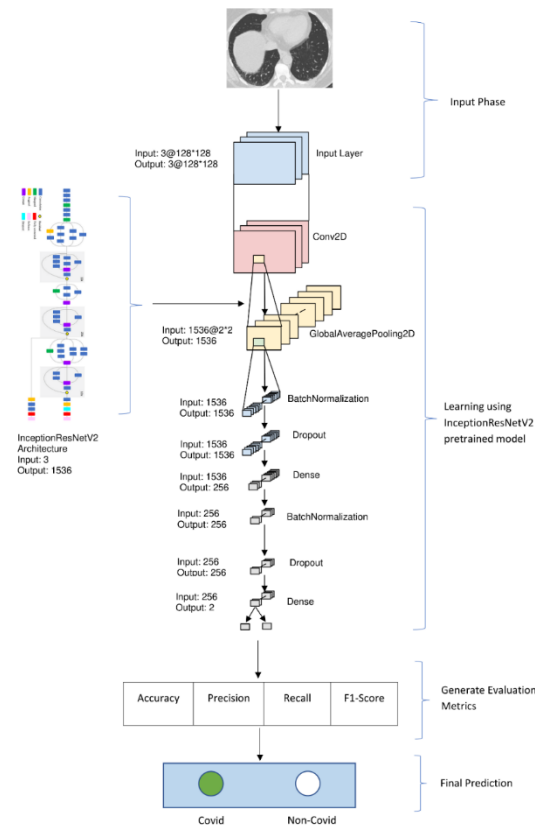 Input Phase
Input: 3@128*128
Output: 3@128*128
Input Layer
Conv2D
Input: 1536@2*2
Output: 1536
GlobalAveragePooling2D
InceptionResNetV2
Architecture
Input: 3
Output: 1536
Input: 1536
Output: 1536
BatchNormalization
Input: 1536
Output: 1536
Dropout
Input: 1536
Output: 256
Dense
Input: 256
Output: 256
BatchNormalization
Input: 256
Output: 256
Dropout
Input: 256
Output: 2
Dense
Learning using
InceptionResNetV2
pretrained model
Accuracy
Precision
Recall
F1-Score
Generate Evaluation
Metrics
Covid
Non-Covid
Final Prediction